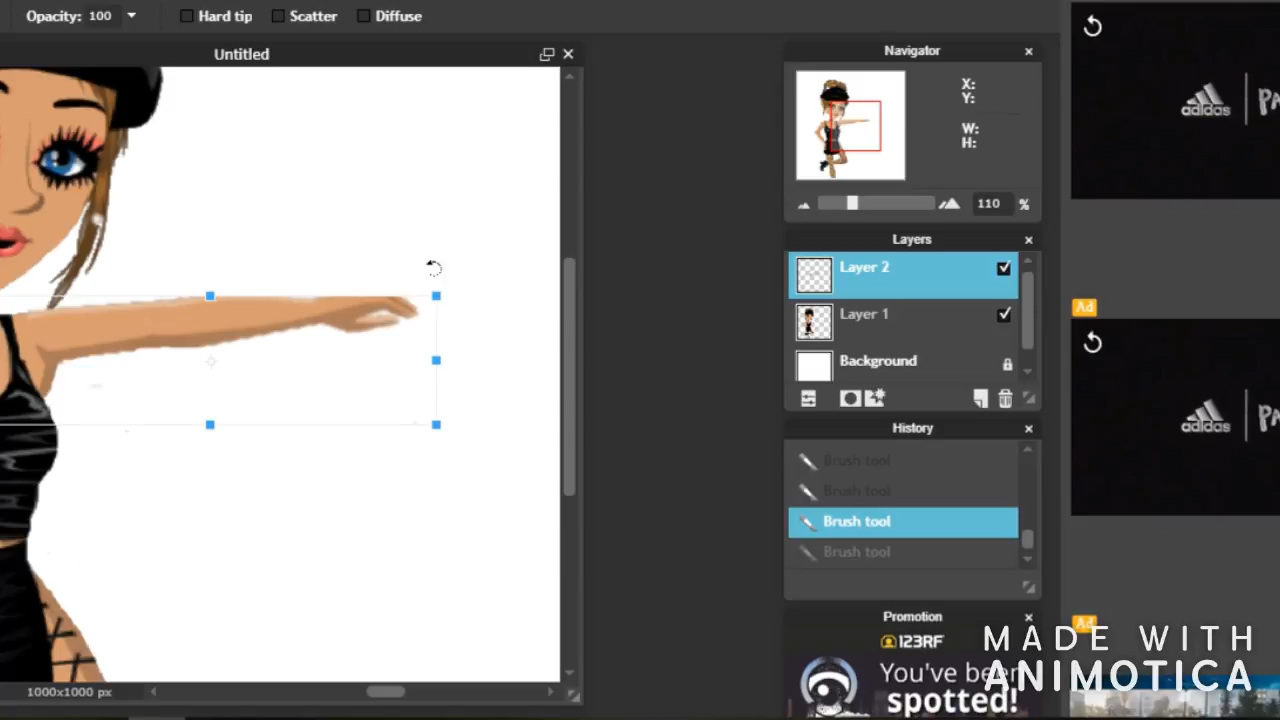 Opacity: 100
Hard tip
Scatter
Diffuse
Untitled
Navigator
X:
Y:
W:
H:
110 %
adidas
Layers
Layer 2
Layer 1
Background
Ad
adidas
History
Brush tool
Brush tool
Brush tool
Brush tool
Promotion
123RF
You've been
spotted!
Ad
MADE WITH
ANIMOTICA
1000x1000 px